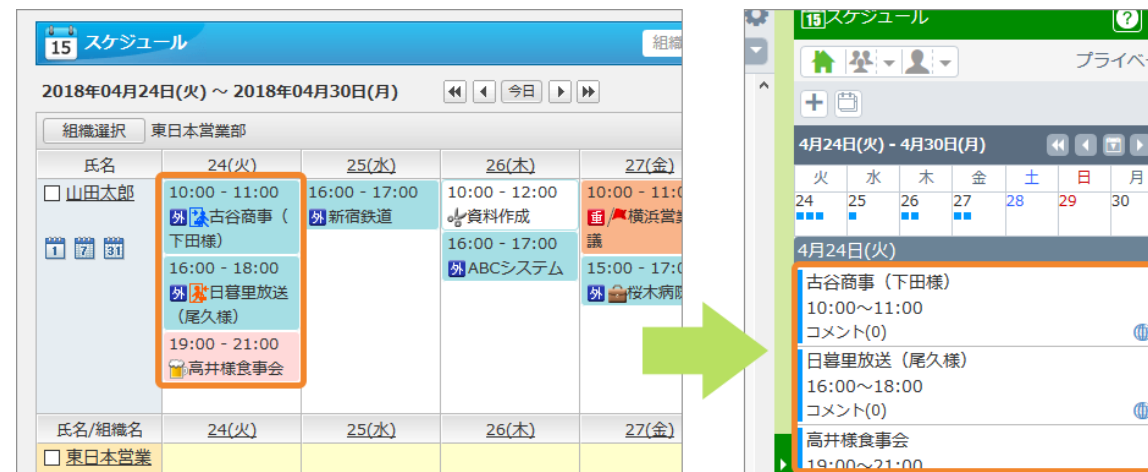 15 スケジュール
組織
2018年04月24日(火) ～ 2018年04月30日(月)
今日
組織選択 東日本営業部
氏名 24(火) 25(水) 26(木) 27(金)
山田太郎
1 7 31
10:00 - 11:00
外 古谷商事（
下田様）
16:00 - 18:00
外 日暮里放送
（尾久様）
19:00 - 21:00
高井様食事会
16:00 - 17:00
外 新宿鉄道
10:00 - 12:00
資料作成
16:00 - 17:00
外 ABCシステム
10:00 - 11:0
重 横浜営業
議
15:00 - 17:0
外 桜木病院
氏名/組織名 24(火) 25(水) 26(木) 27(金)
東日本営業
15 スケジュール
?
プライベー
4月24日(火) - 4月30日(月)
火 水 木 金 土 日 月
24 25 26 27 28 29 30
4月24日(火)
古谷商事（下田様）
10:00～11:00
コメント(0)
日暮里放送（尾久様）
16:00～18:00
コメント(0)
高井様食事会
19:00～21:00